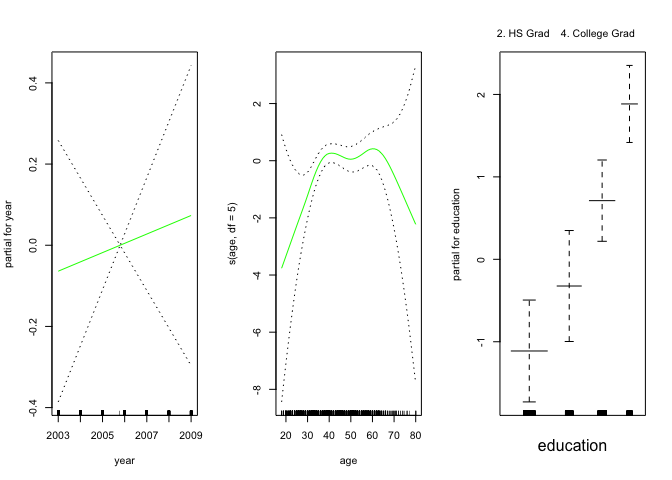 2. HS Grad 4. College Grad
partial for year
0.4
0.2
0.0
-0.2
-0.4
2003 2005 2007 2009
year
s(age, df = 5)
2
0
-2
-4
-6
-8
20 30 40 50 60 70 80
age
partial for education
2
1
0
-1
education